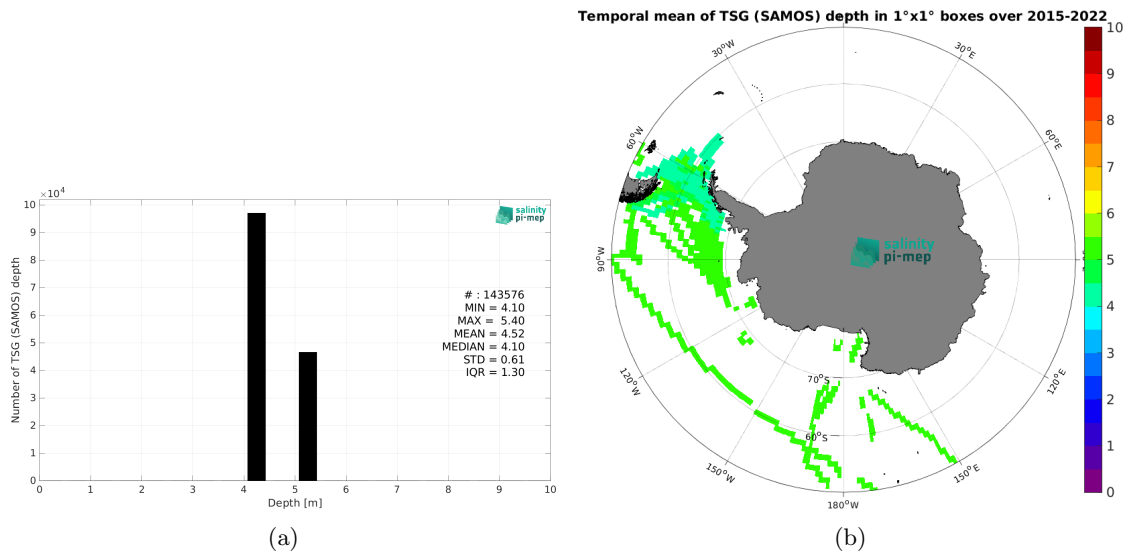 ×10⁴
10
9
8
7
6
5
4
3
2
1
0
Number of TSG (SAMOS) depth
0 1 2 3 4 5 6 7 8 9 10
Depth [m]
salinity
pi-mep
# : 143576
MIN = 4.10
MAX = 5.40
MEAN = 4.52
MEDIAN = 4.10
STD = 0.61
IQR = 1.30
(a)
Temporal mean of TSG (SAMOS) depth in 1°x1° boxes over 2015-2022
30°W
30°E
60°W
60°E
90°W
120°W
120°E
150°W
150°E
180°W
70°S
60°S
salinity
pi-mep
10
9
8
7
6
5
4
3
2
1
0
(b)